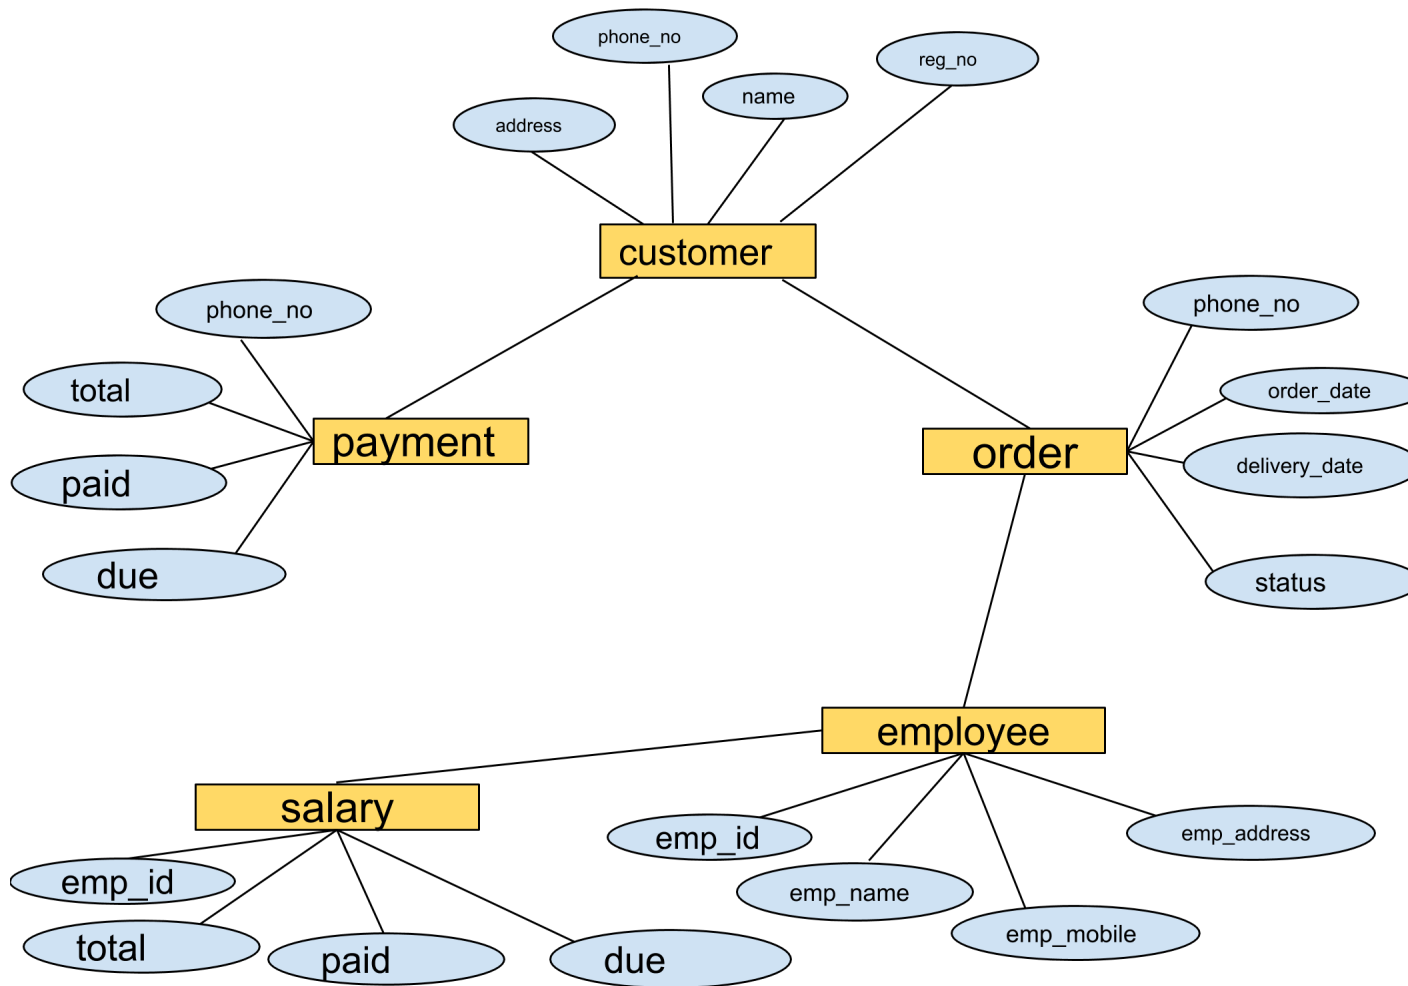 phone_no
reg_no
name
address
customer
phone_no
total
payment
paid
due
phone_no
order_date
order
delivery_date
status
employee
salary
emp_id
total
paid
due
emp_id
emp_name
emp_mobile
emp_address